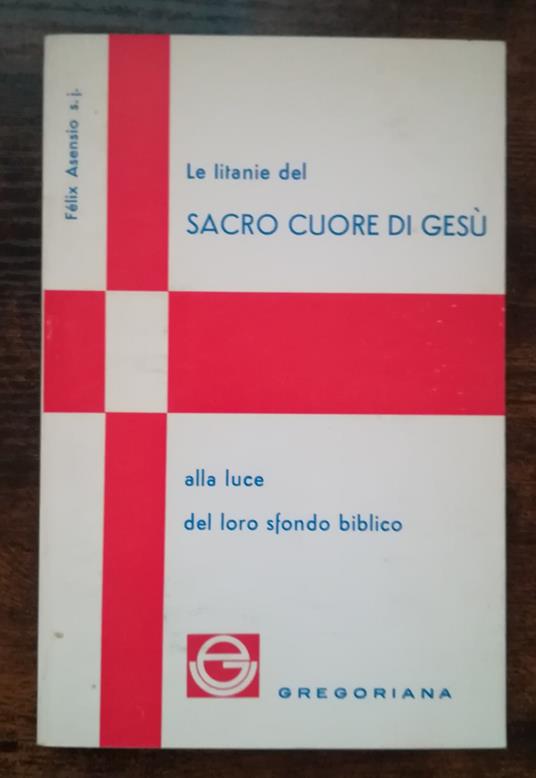 Félix Asensio s.j.
Le litanie del
SACRO CUORE DI GESÙ
alla luce
del loro sfondo biblico
GREGORIANA